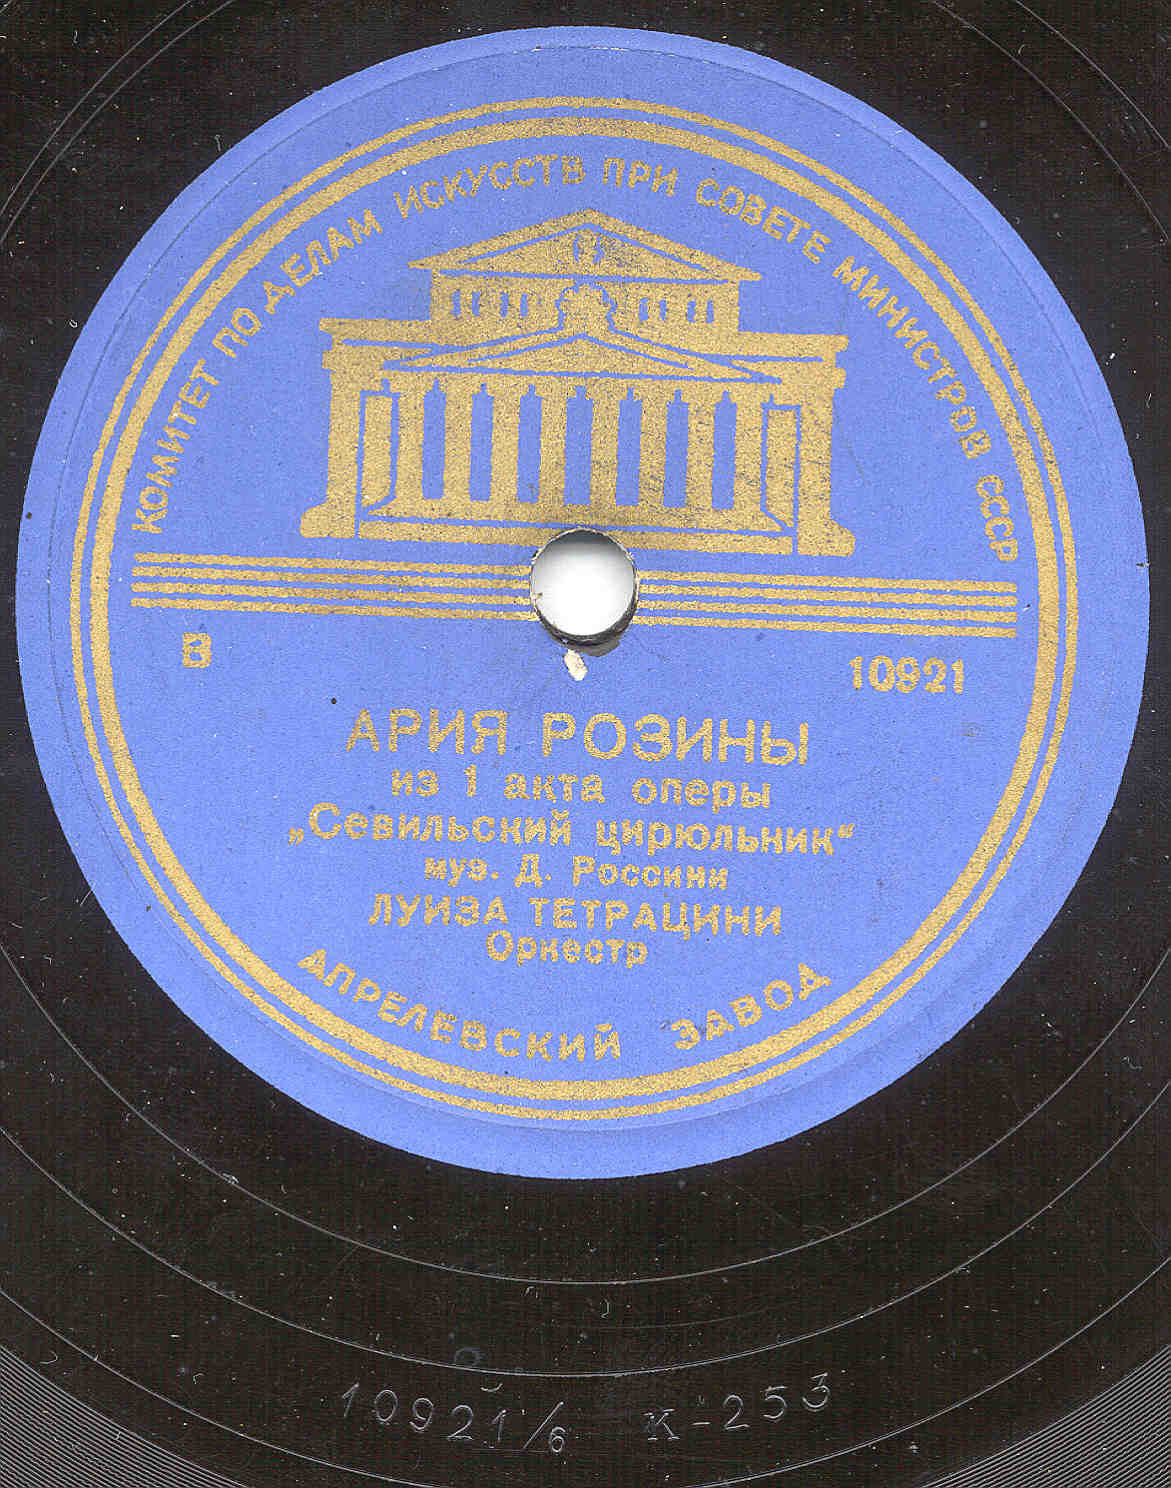 КОМИТЕТ ПО ДЕЛАМ ИСКУССТВ ПРИ СОВЕТЕ МИНИСТРОВ СССР
В 10921
АРИЯ РОЗИНЫ
из 1 акта оперы
„Севильский цирюльник“
муз. Д. Россини
ЛУИЗА ТЕТРАЦИНИ
Оркестр
АПРЕЛЕВСКИЙ ЗАВОД
10921/6 К-253